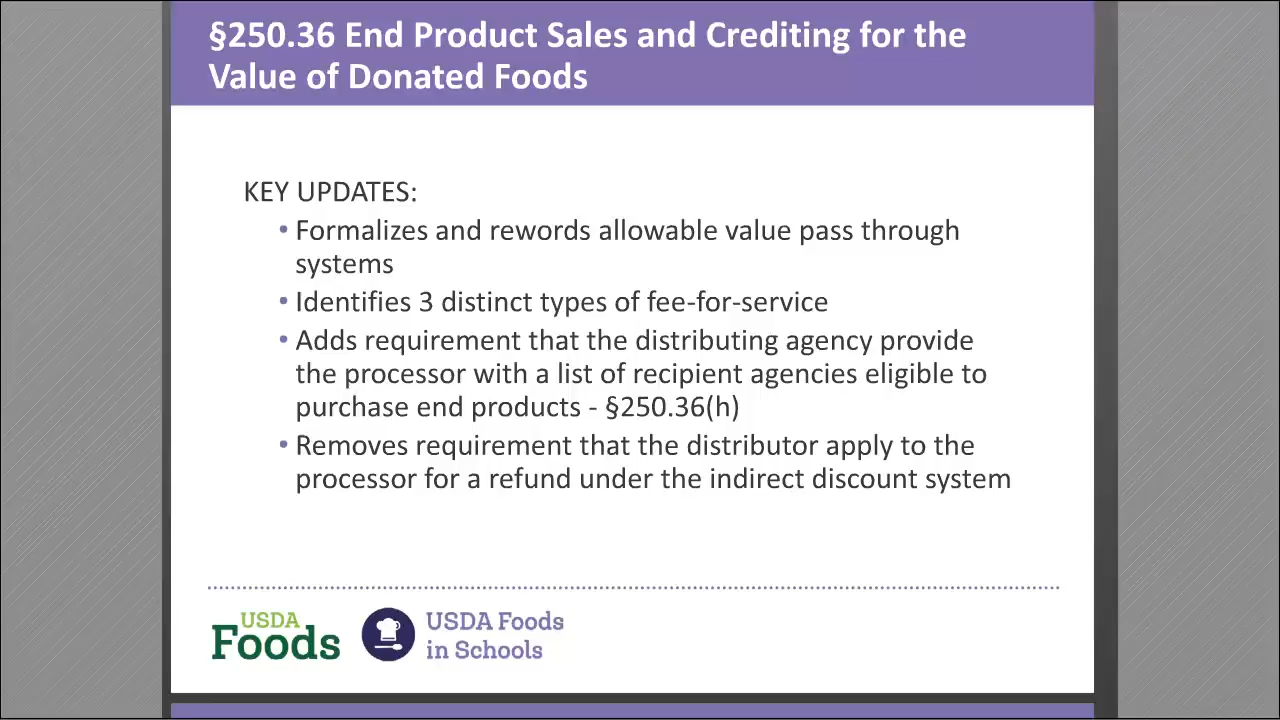 §250.36 End Product Sales and Crediting for the
Value of Donated Foods
KEY UPDATES:
• Formalizes and rewords allowable value pass through
systems
• Identifies 3 distinct types of fee-for-service
• Adds requirement that the distributing agency provide
the processor with a list of recipient agencies eligible to
purchase end products - §250.36(h)
• Removes requirement that the distributor apply to the
processor for a refund under the indirect discount system
USDA
Foods
USDA Foods
in Schools